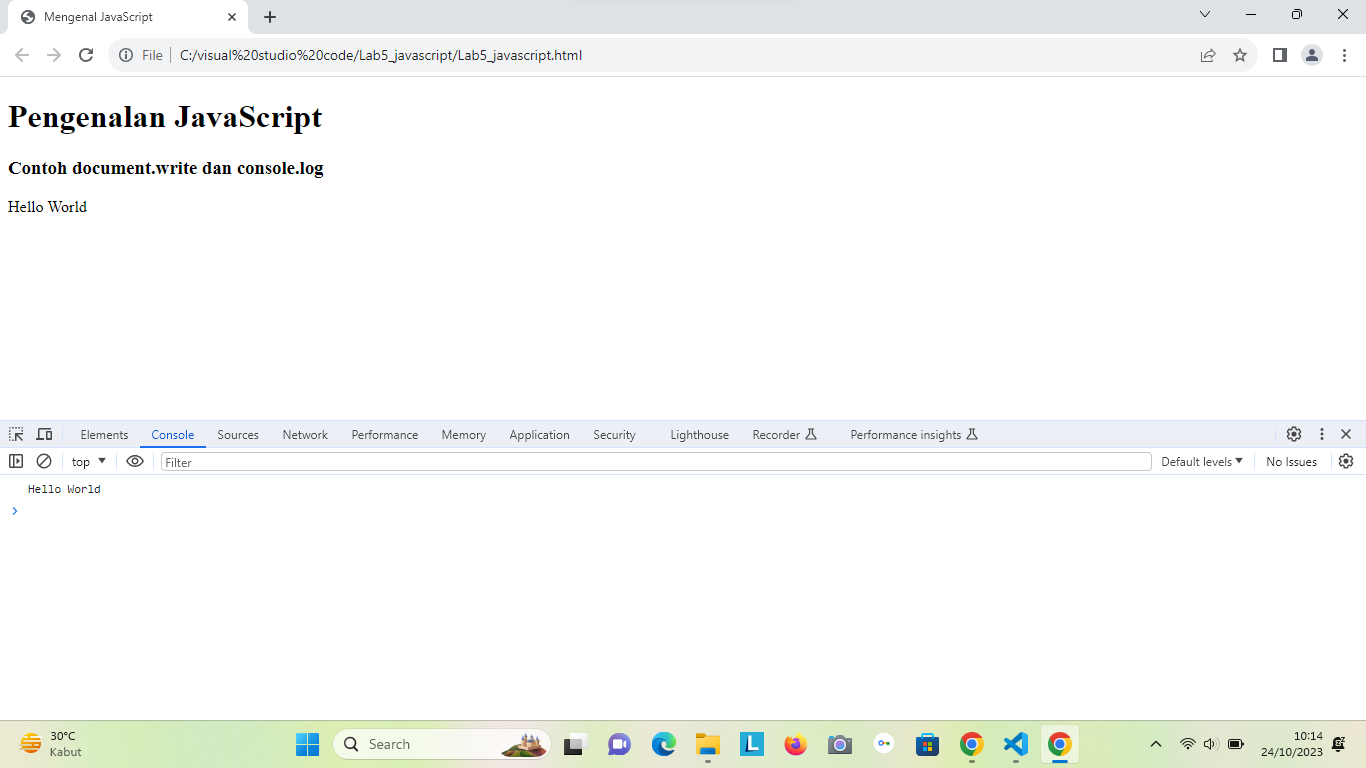 Mengenal JavaScript
File C:/visual%20studio%20code/Lab5_javascript/Lab5_javascript.html
Pengenalan JavaScript
Contoh document.write dan console.log
Hello World
Elements Console Sources Network Performance Memory Application Security Lighthouse Recorder Performance insights
top Filter Default levels No Issues
Hello World
30°C
Kabut
Search
L
10:14
24/10/2023